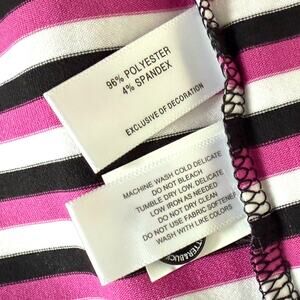 96% POLYESTER
4% SPANDEX
EXCLUSIVE OF DECORATION
MACHINE WASH COLD DELICATE
DO NOT BLEACH
TUMBLE DRY LOW, DELICATE
LOW IRON AS NEEDED
DO NOT DRY CLEAN
DO NOT USE FABRIC SOFTENE
WASH WITH LIKE COLORS